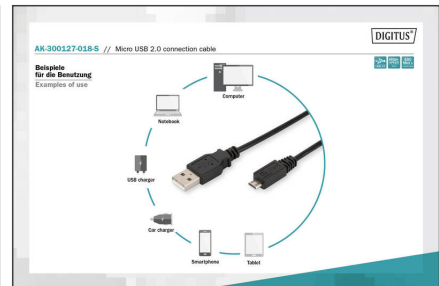 DIGITUS®
AK-300127-018-S // Micro USB 2.0 connection cable
Beispiele
für die Benutzung
Examples of use
Computer
Notebook
USB charger
Car charger
Smartphone
Tablet